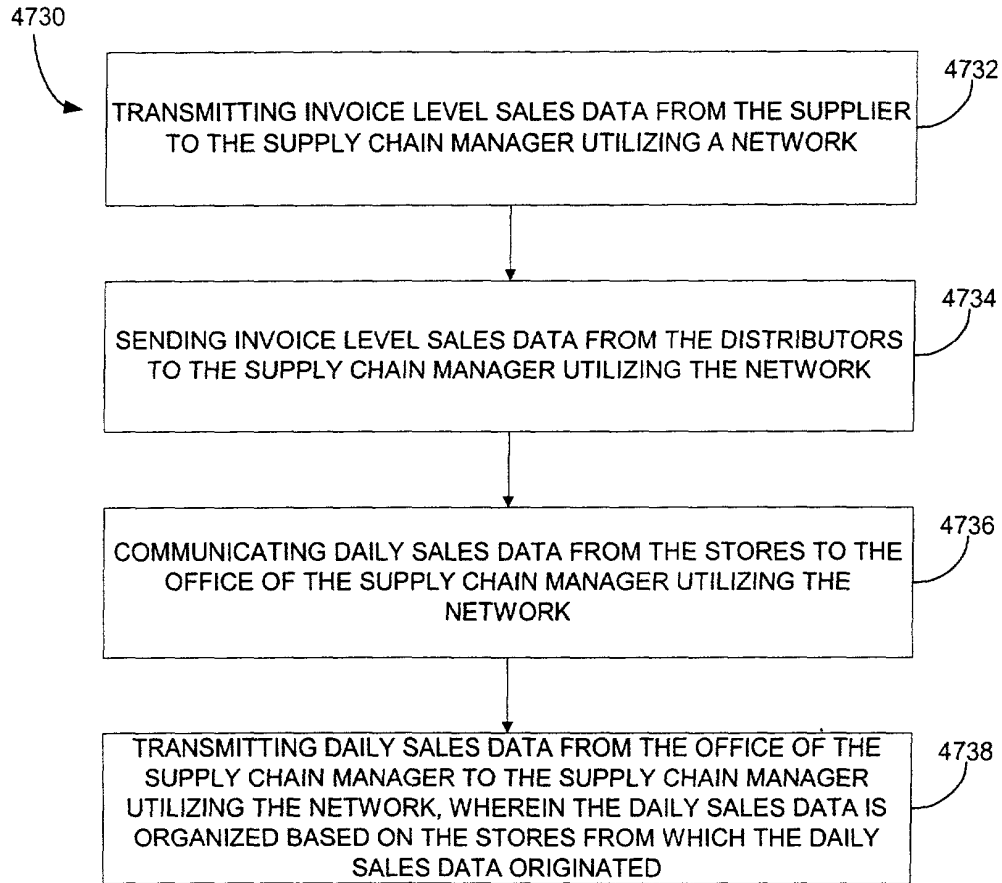 4730
4732
TRANSMITTING INVOICE LEVEL SALES DATA FROM THE SUPPLIER
TO THE SUPPLY CHAIN MANAGER UTILIZING A NETWORK
4734
SENDING INVOICE LEVEL SALES DATA FROM THE DISTRIBUTORS
TO THE SUPPLY CHAIN MANAGER UTILIZING THE NETWORK
4736
COMMUNICATING DAILY SALES DATA FROM THE STORES TO THE
OFFICE OF THE SUPPLY CHAIN MANAGER UTILIZING THE
NETWORK
4738
TRANSMITTING DAILY SALES DATA FROM THE OFFICE OF THE
SUPPLY CHAIN MANAGER TO THE SUPPLY CHAIN MANAGER
UTILIZING THE NETWORK, WHEREIN THE DAILY SALES DATA IS
ORGANIZED BASED ON THE STORES FROM WHICH THE DAILY
SALES DATA ORIGINATED